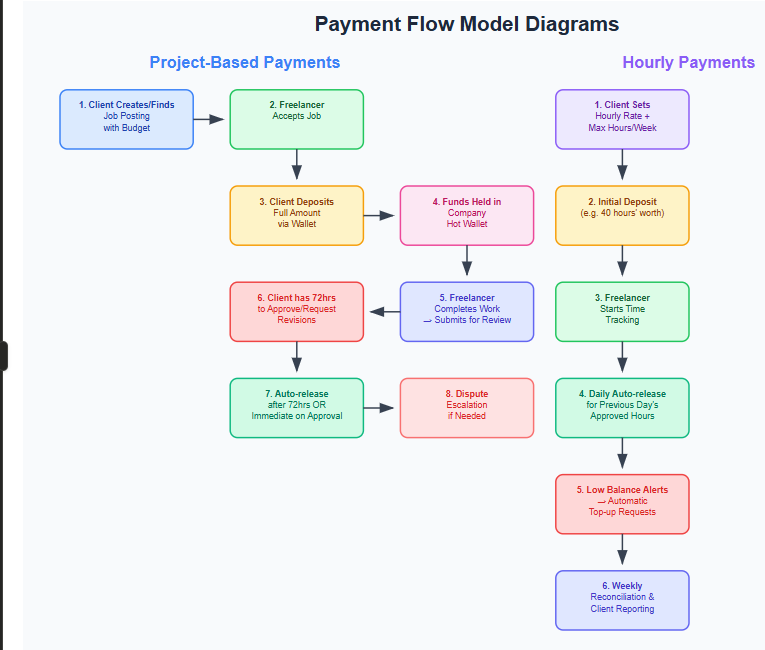 Payment Flow Model Diagrams
Project-Based Payments
1. Client Creates/Finds
Job Posting
with Budget
2. Freelancer
Accepts Job
3. Client Deposits
Full Amount
via Wallet
4. Funds Held in
Company
Hot Wallet
5. Freelancer
Completes Work
→ Submits for Review
6. Client has 72hrs
to Approve/Request
Revisions
7. Auto-release
after 72hrs OR
Immediate on Approval
8. Dispute
Escalation
if Needed
Hourly Payments
1. Client Sets
Hourly Rate +
Max Hours/Week
2. Initial Deposit
(e.g. 40 hours' worth)
3. Freelancer
Starts Time
Tracking
4. Daily Auto-release
for Previous Day's
Approved Hours
5. Low Balance Alerts
→ Automatic
Top-up Requests
6. Weekly
Reconciliation &
Client Reporting